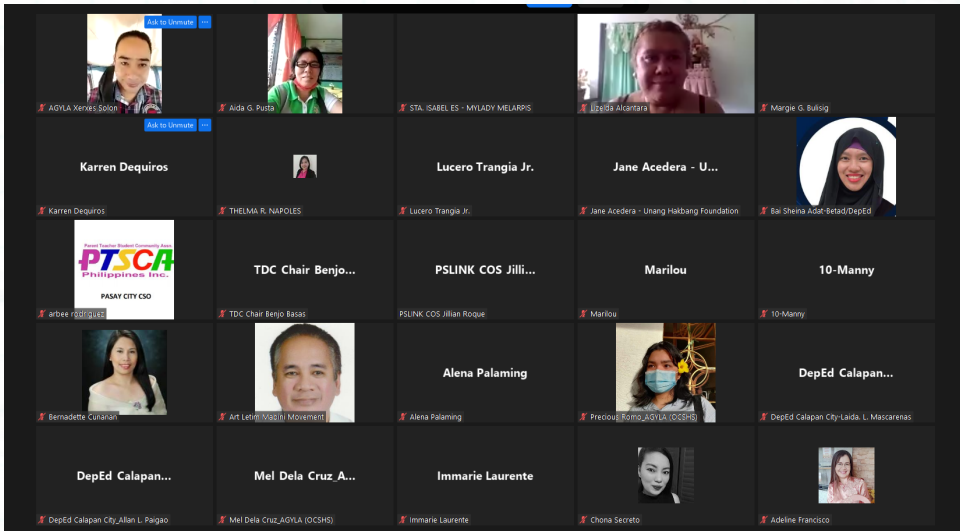 Ask to Unmute ...
AGYLA Xerxes Solon
Aida G. Pusta
STA. ISABEL ES - MYLADY MELARPIS
Lizelda Alcantara
Margie G. Bulisig
Ask to Unmute ...
Karren Dequiros
Lucero Trangia Jr.
Jane Acedera - U...
Karren Dequiros
THELMA R. NAPOLES
Lucero Trangia Jr.
Jane Acedera - Unang Hakbang Foundation
Bai Sheina Adat-Betad/DepEd
Parent Teacher Student Community Assn.
PTSCA
Philippines Inc.
PASAY CITY CSO
TDC Chair Benjo...
PSLINK COS Jilli...
Marilou
10-Manny
arbee rodriguez
TDC Chair Benjo Basas
PSLINK COS Jillian Roque
Marilou
10-Manny
Alena Palaming
DepEd Calapan...
Bernadette Cunanan
Art Letim Mabini Movement
Alena Palaming
Precious_Romo_AGYLA (OCSHS)
DepEd Calapan City-Laida. L. Mascarenas
DepEd Calapan...
Mel Dela Cruz_A...
Immarie Laurente
DepEd Calapan City_Allan L. Paigao
Mel Dela Cruz_AGYLA (OCSHS)
Immarie Laurente
Chona Secreto
Adeline Francisco